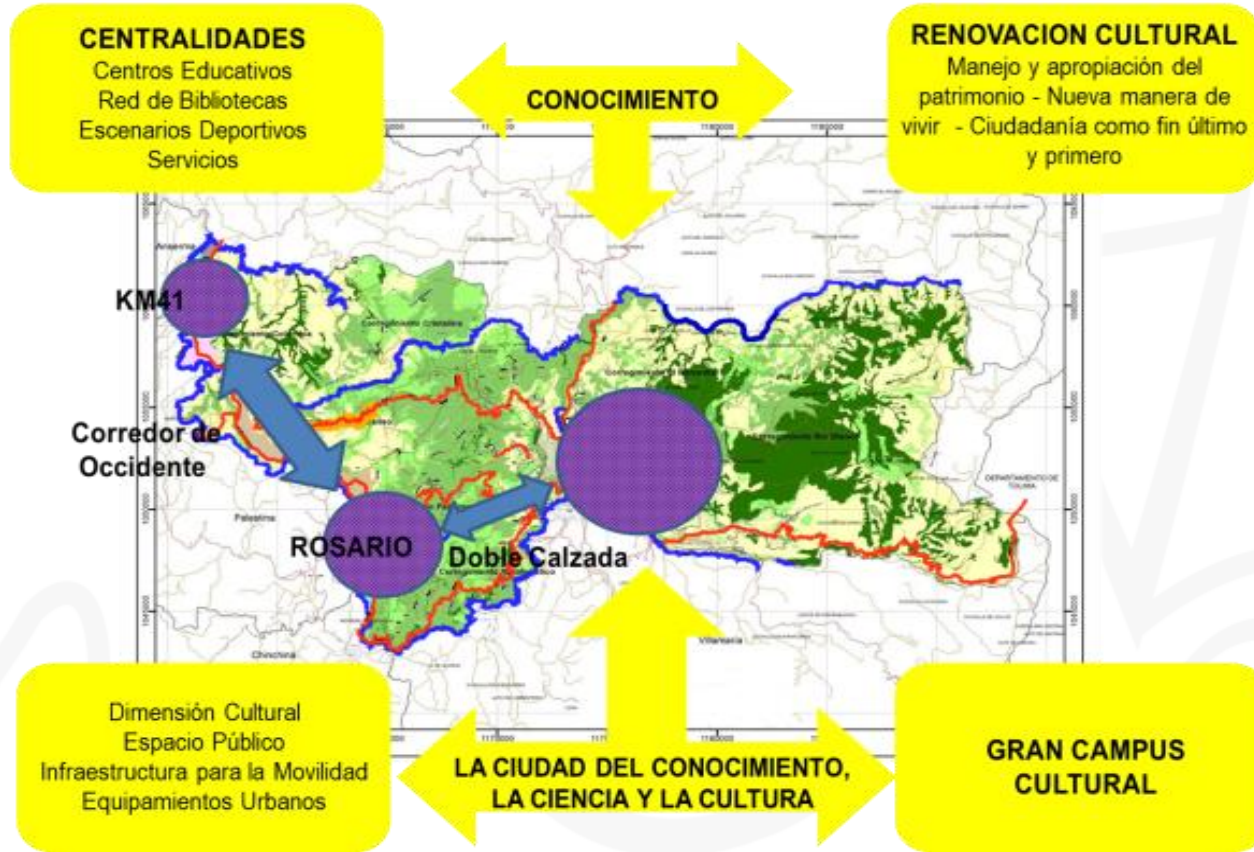 CENTRALIDADES
Centros Educativos
Red de Bibliotecas
Escenarios Deportivos
Servicios
CONOCIMIENTO
RENOVACION CULTURAL
Manejo y apropiación del
patrimonio - Nueva manera de
vivir - Ciudadanía como fin último
y primero
Anserma
KM41
Corredor de
Occidente
Palestina
ROSARIO
Doble Calzada
DEPARTAMENTO DE
TOLIMA
Villamaria
Chinchina
Dimensión Cultural
Espacio Público
Infraestructura para la Movilidad
Equipamientos Urbanos
LA CIUDAD DEL CONOCIMIENTO,
LA CIENCIA Y LA CULTURA
GRAN CAMPUS
CULTURAL